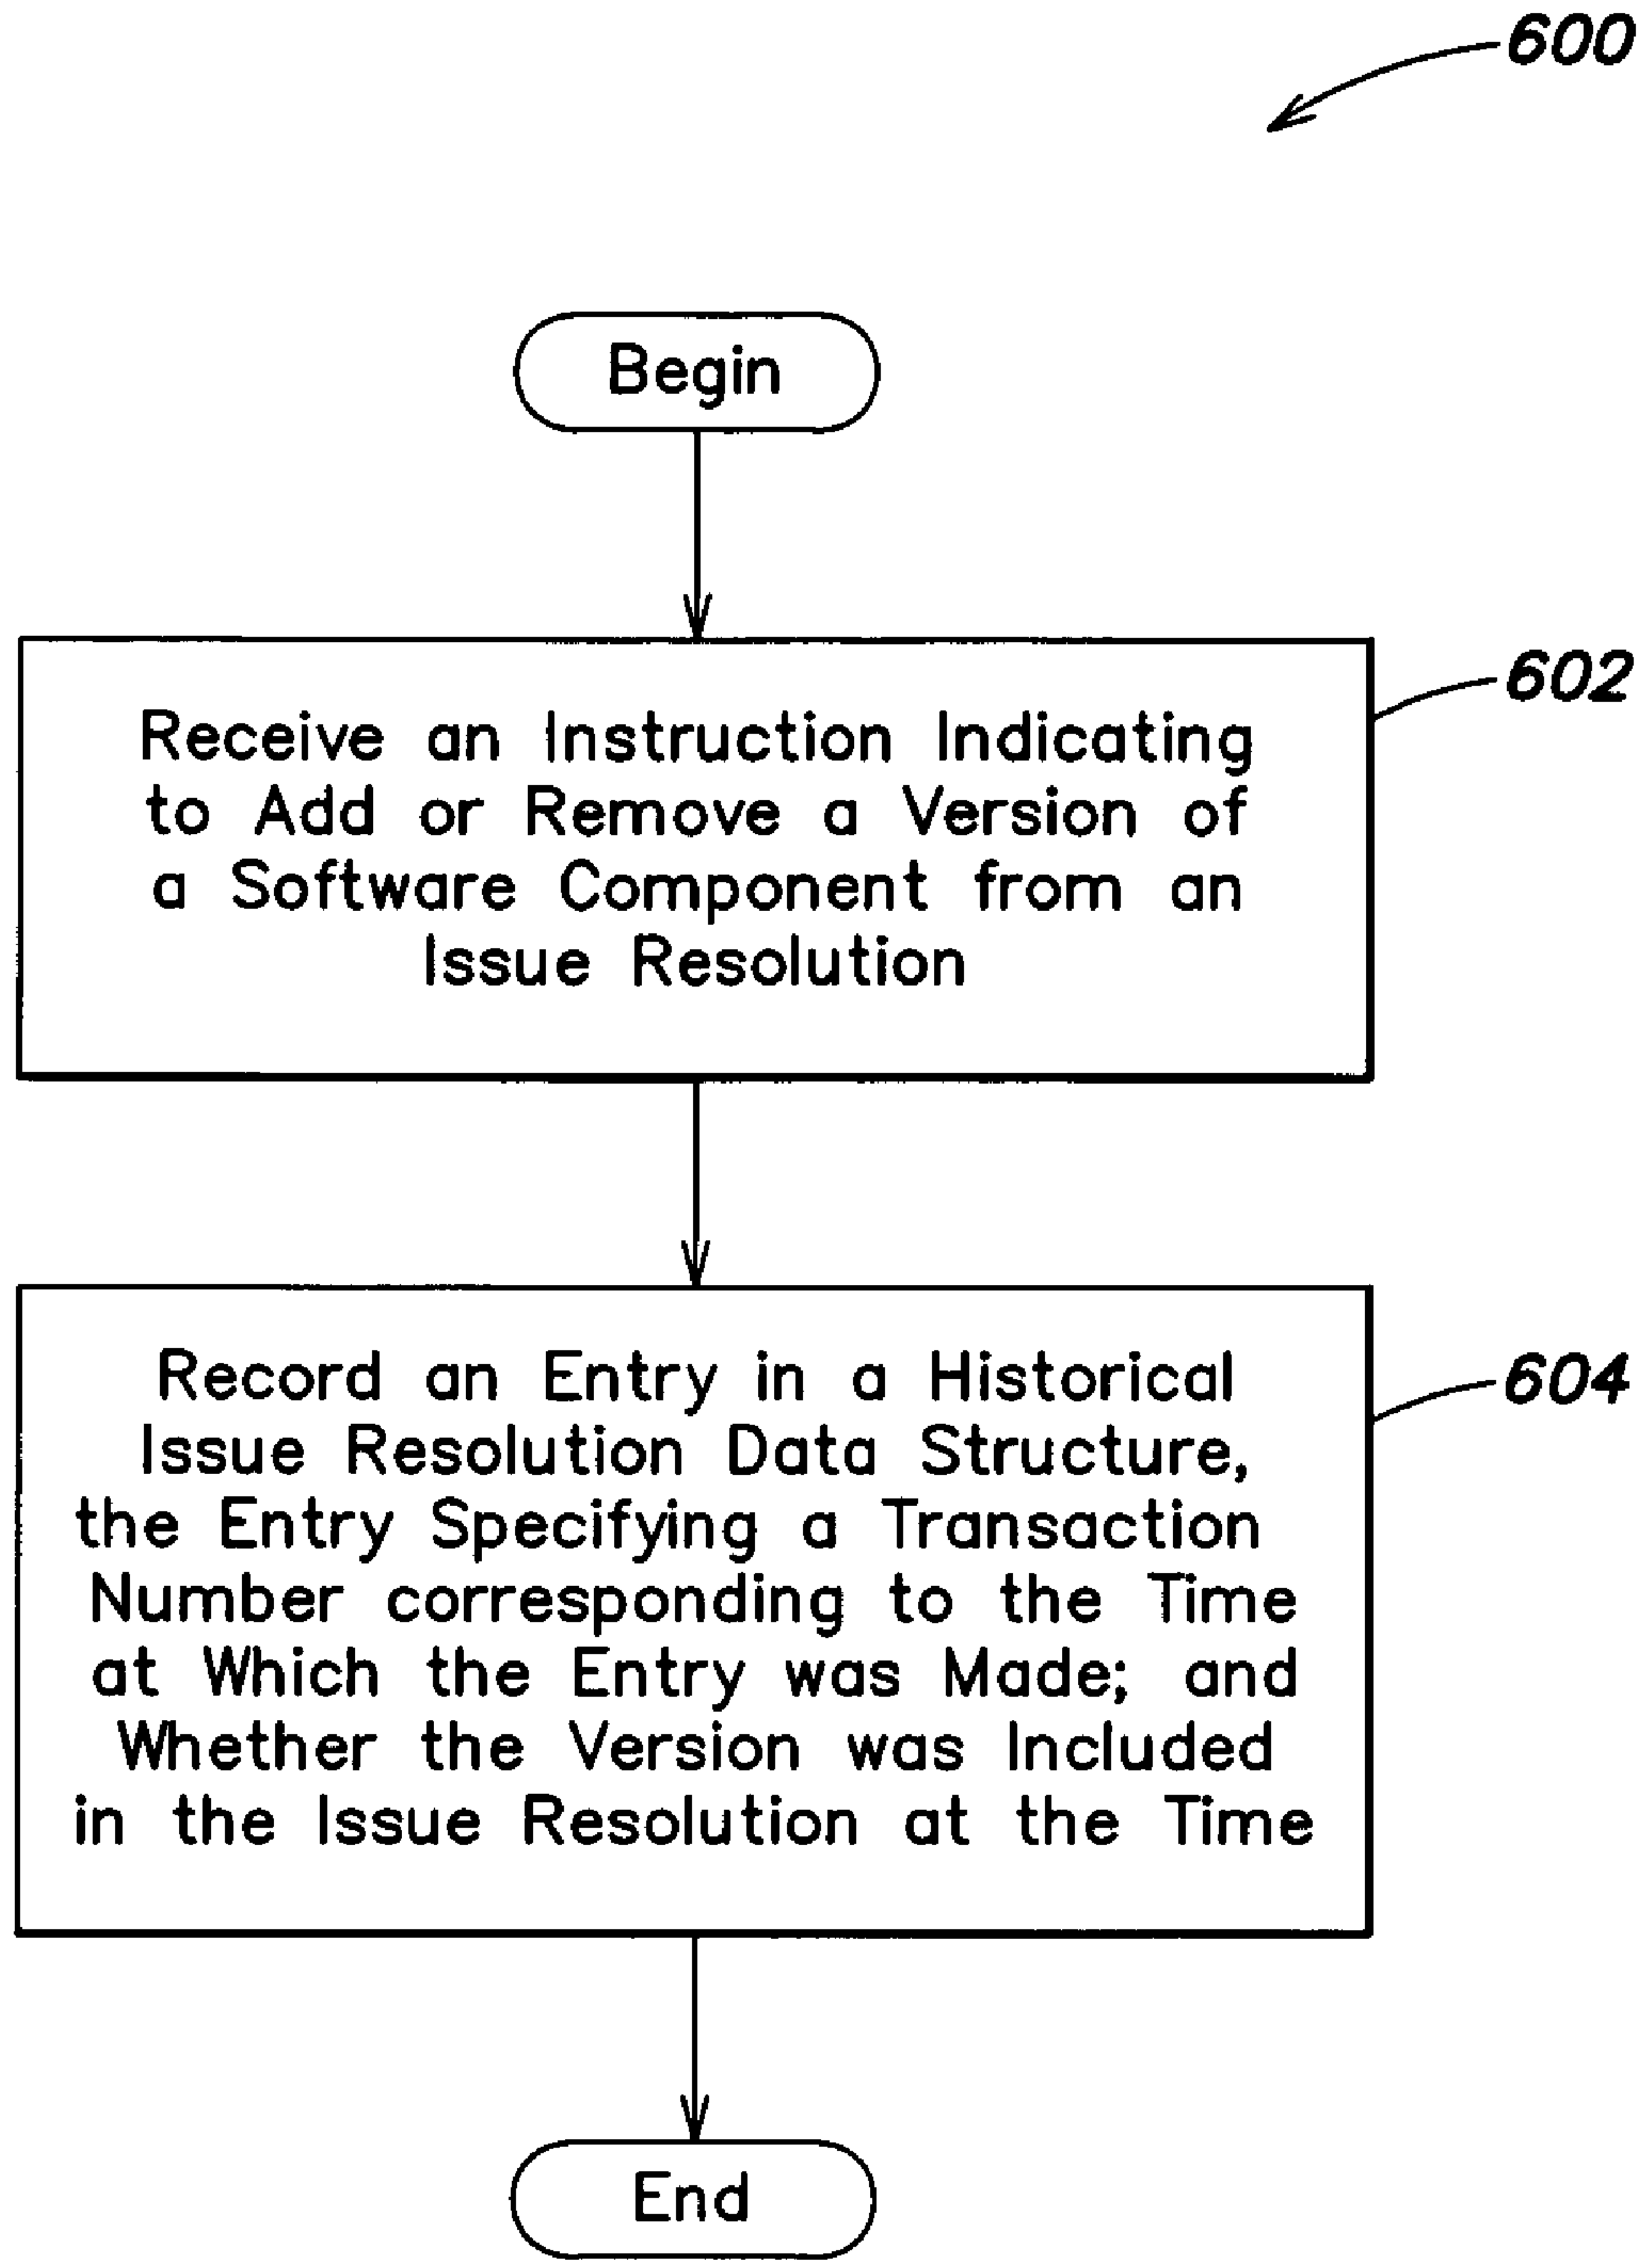 600
Begin
602
Receive an Instruction Indicating
to Add or Remove a Version of
a Software Component from an
Issue Resolution
604
Record an Entry in a Historical
Issue Resolution Data Structure,
the Entry Specifying a Transaction
Number corresponding to the Time
at Which the Entry was Made; and
Whether the Version was Included
in the Issue Resolution at the Time
End